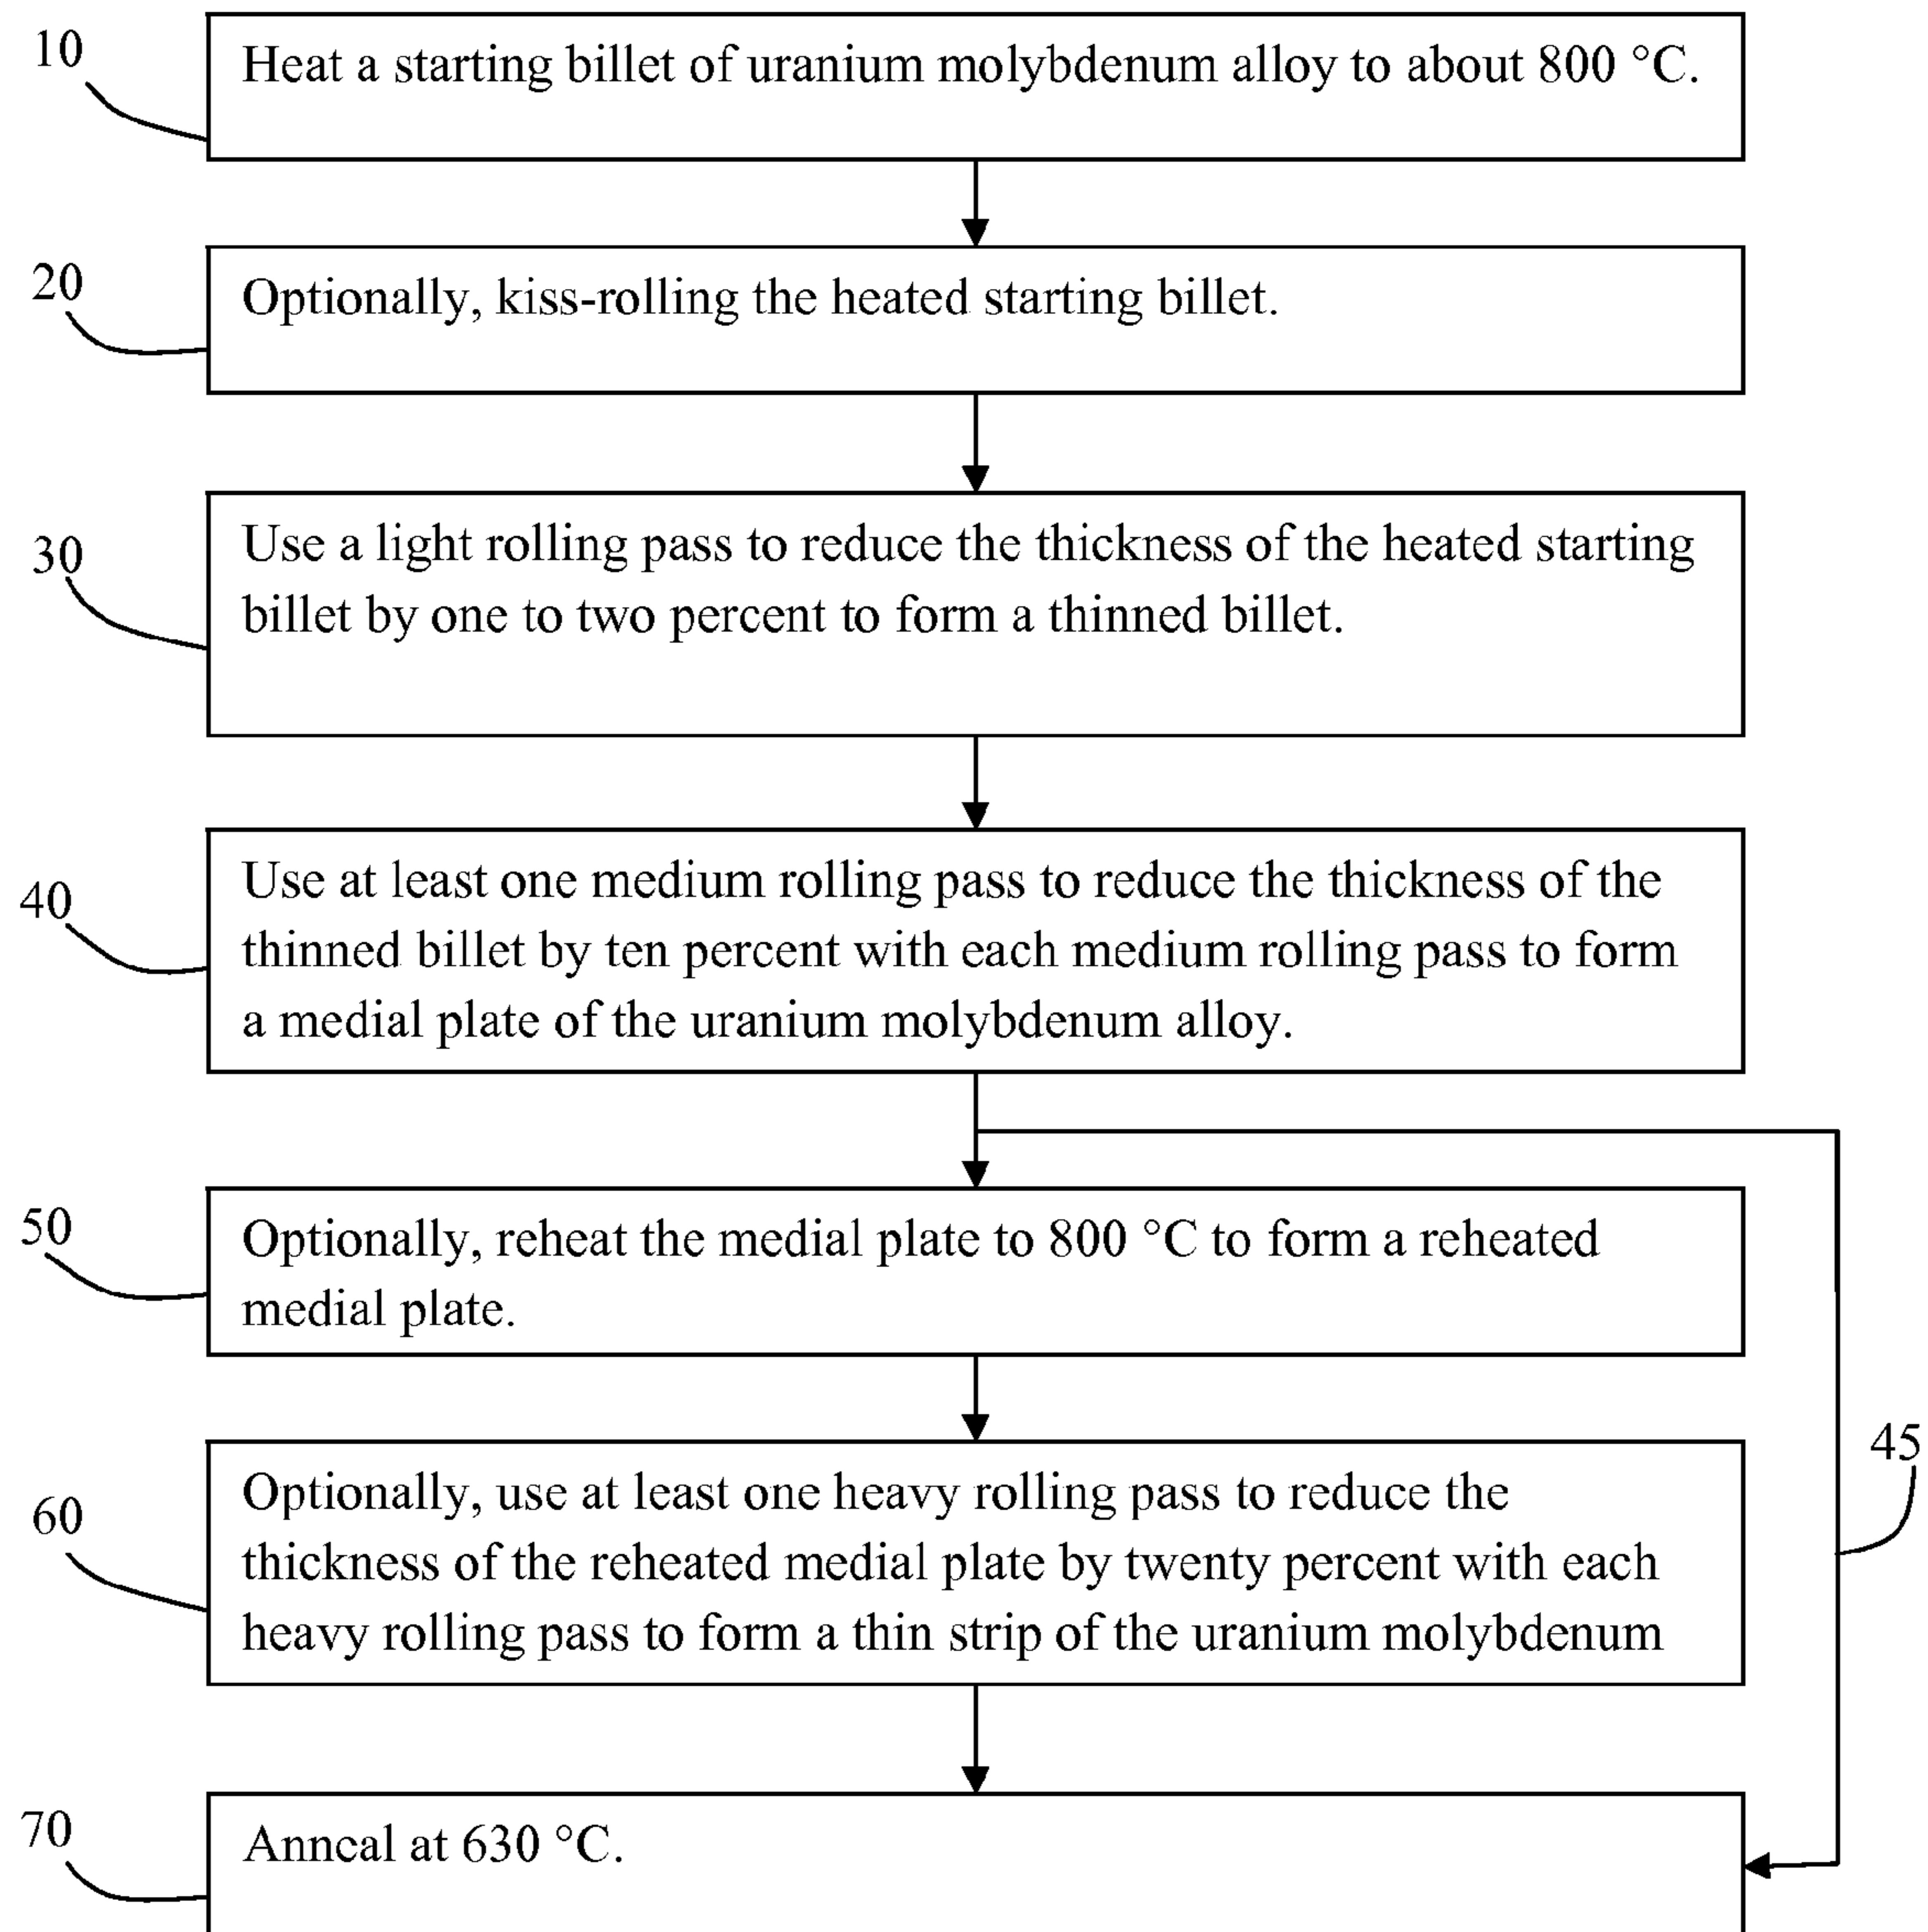 10
Heat a starting billet of uranium molybdenum alloy to about 800 °C.
20
Optionally, kiss-rolling the heated starting billet.
30
Use a light rolling pass to reduce the thickness of the heated starting
billet by one to two percent to form a thinned billet.
40
Use at least one medium rolling pass to reduce the thickness of the
thinned billet by ten percent with each medium rolling pass to form
a medial plate of the uranium molybdenum alloy.
50
Optionally, reheat the medial plate to 800 °C to form a reheated
medial plate.
45
60
Optionally, use at least one heavy rolling pass to reduce the
thickness of the reheated medial plate by twenty percent with each
heavy rolling pass to form a thin strip of the uranium molybdenum
70
Anneal at 630 °C.